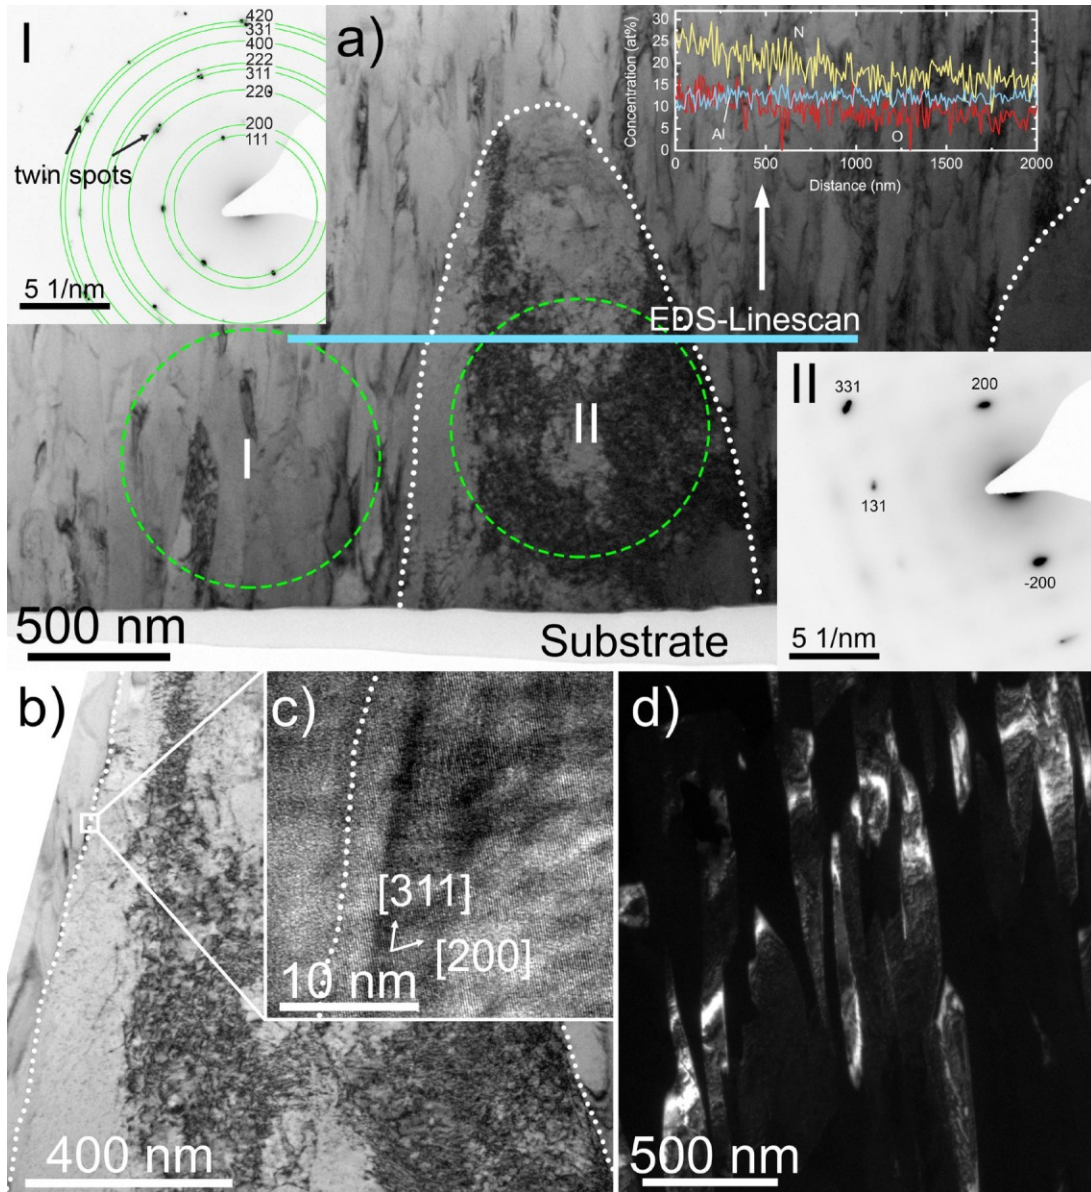 I
420
331
400
222
311
220
200
111
twin spots
5 1/nm
a)
Concentration (at%)
30
25
20
15
10
5
0
N
Al
O
0
500
1000
1500
2000
Distance (nm)
EDS-Linescan
I
II
500 nm
Substrate
II
331
200
131
-200
5 1/nm
b)
400 nm
c)
[311]
[200]
10 nm
d)
500 nm